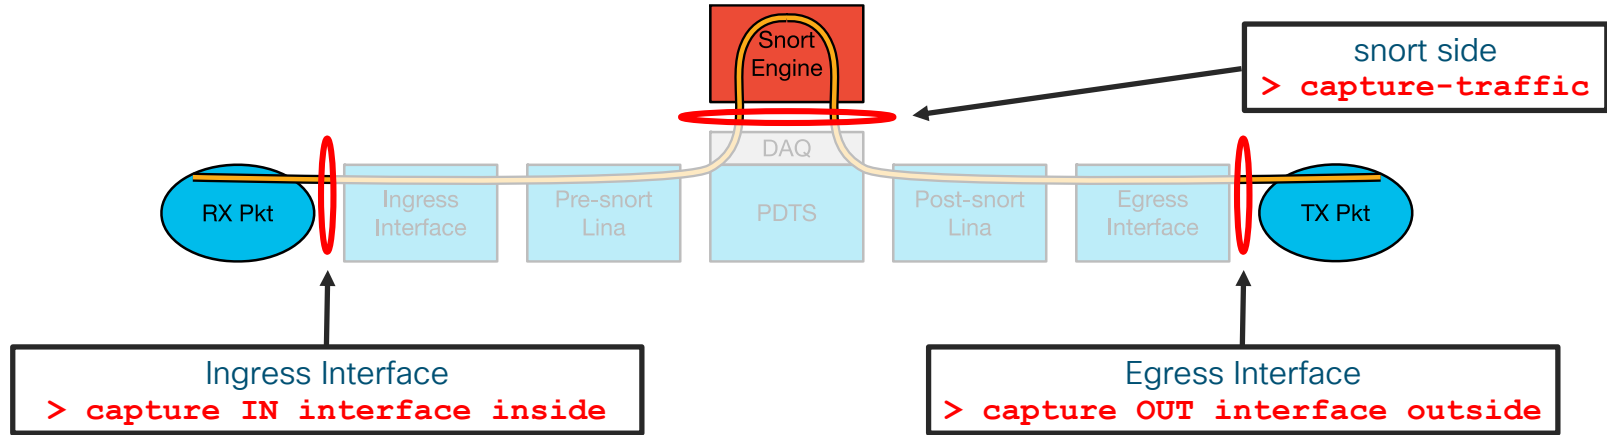 Snort
Engine
snort side
> capture-traffic
DAQ
RX Pkt
Ingress
Interface
Pre-snort
Lina
PDTS
Post-snort
Lina
Egress
Interface
TX Pkt
Ingress Interface
> capture IN interface inside
Egress Interface
> capture OUT interface outside